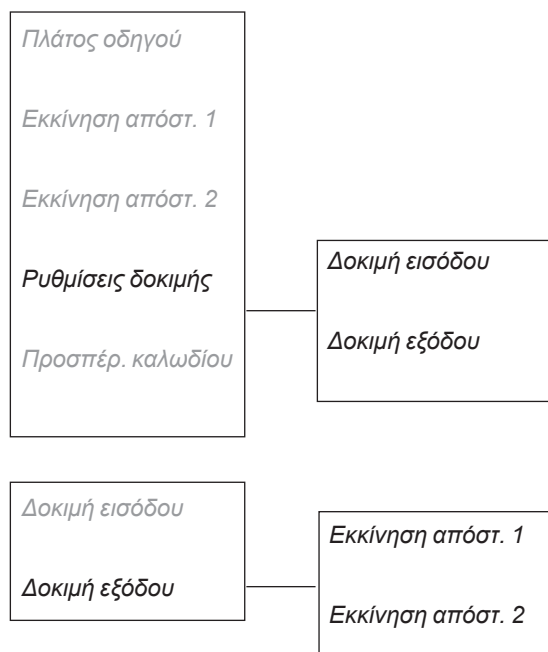 Πλάτος οδηγού
Εκκίνηση απόστ. 1
Εκκίνηση απόστ. 2
Ρυθμίσεις δοκιμής
Προσπέρ. καλωδίου
Δοκιμή εισόδου
Δοκιμή εξόδου
Δοκιμή εισόδου
Δοκιμή εξόδου
Εκκίνηση απόστ. 1
Εκκίνηση απόστ. 2